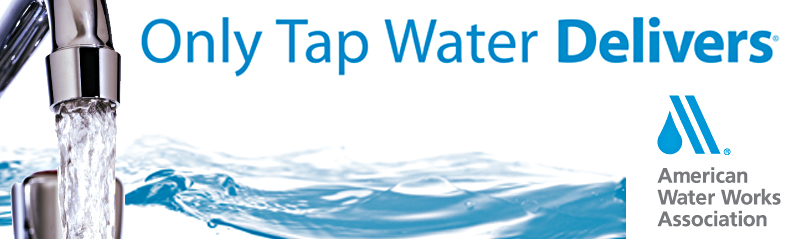 Only Tap Water Delivers®
®
American
Water Works
Association